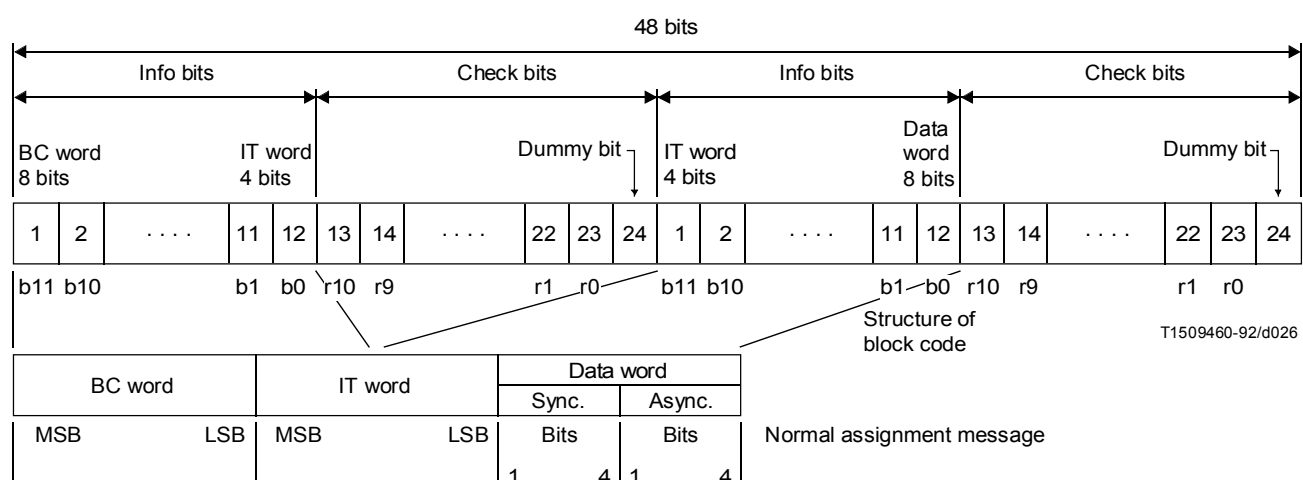 48 bits
Info bits Check bits Info bits Check bits
BC word
8 bits
IT word
4 bits
Dummy bit
IT word
4 bits
Data
word
8 bits
Dummy bit
1 2 . . . . 11 12 13 14 . . . . 22 23 24 1 2 . . . . 11 12 13 14 . . . . 22 23 24
b11 b10 b1 b0 r10 r9 r1 r0 b11 b10 b1 b0 r10 r9 r1 r0
Structure of
block code
T1509460-92/d026
BC word IT word Data word
Sync. Async.
MSB LSB MSB LSB Bits Bits Normal assignment message
1 4 1 4